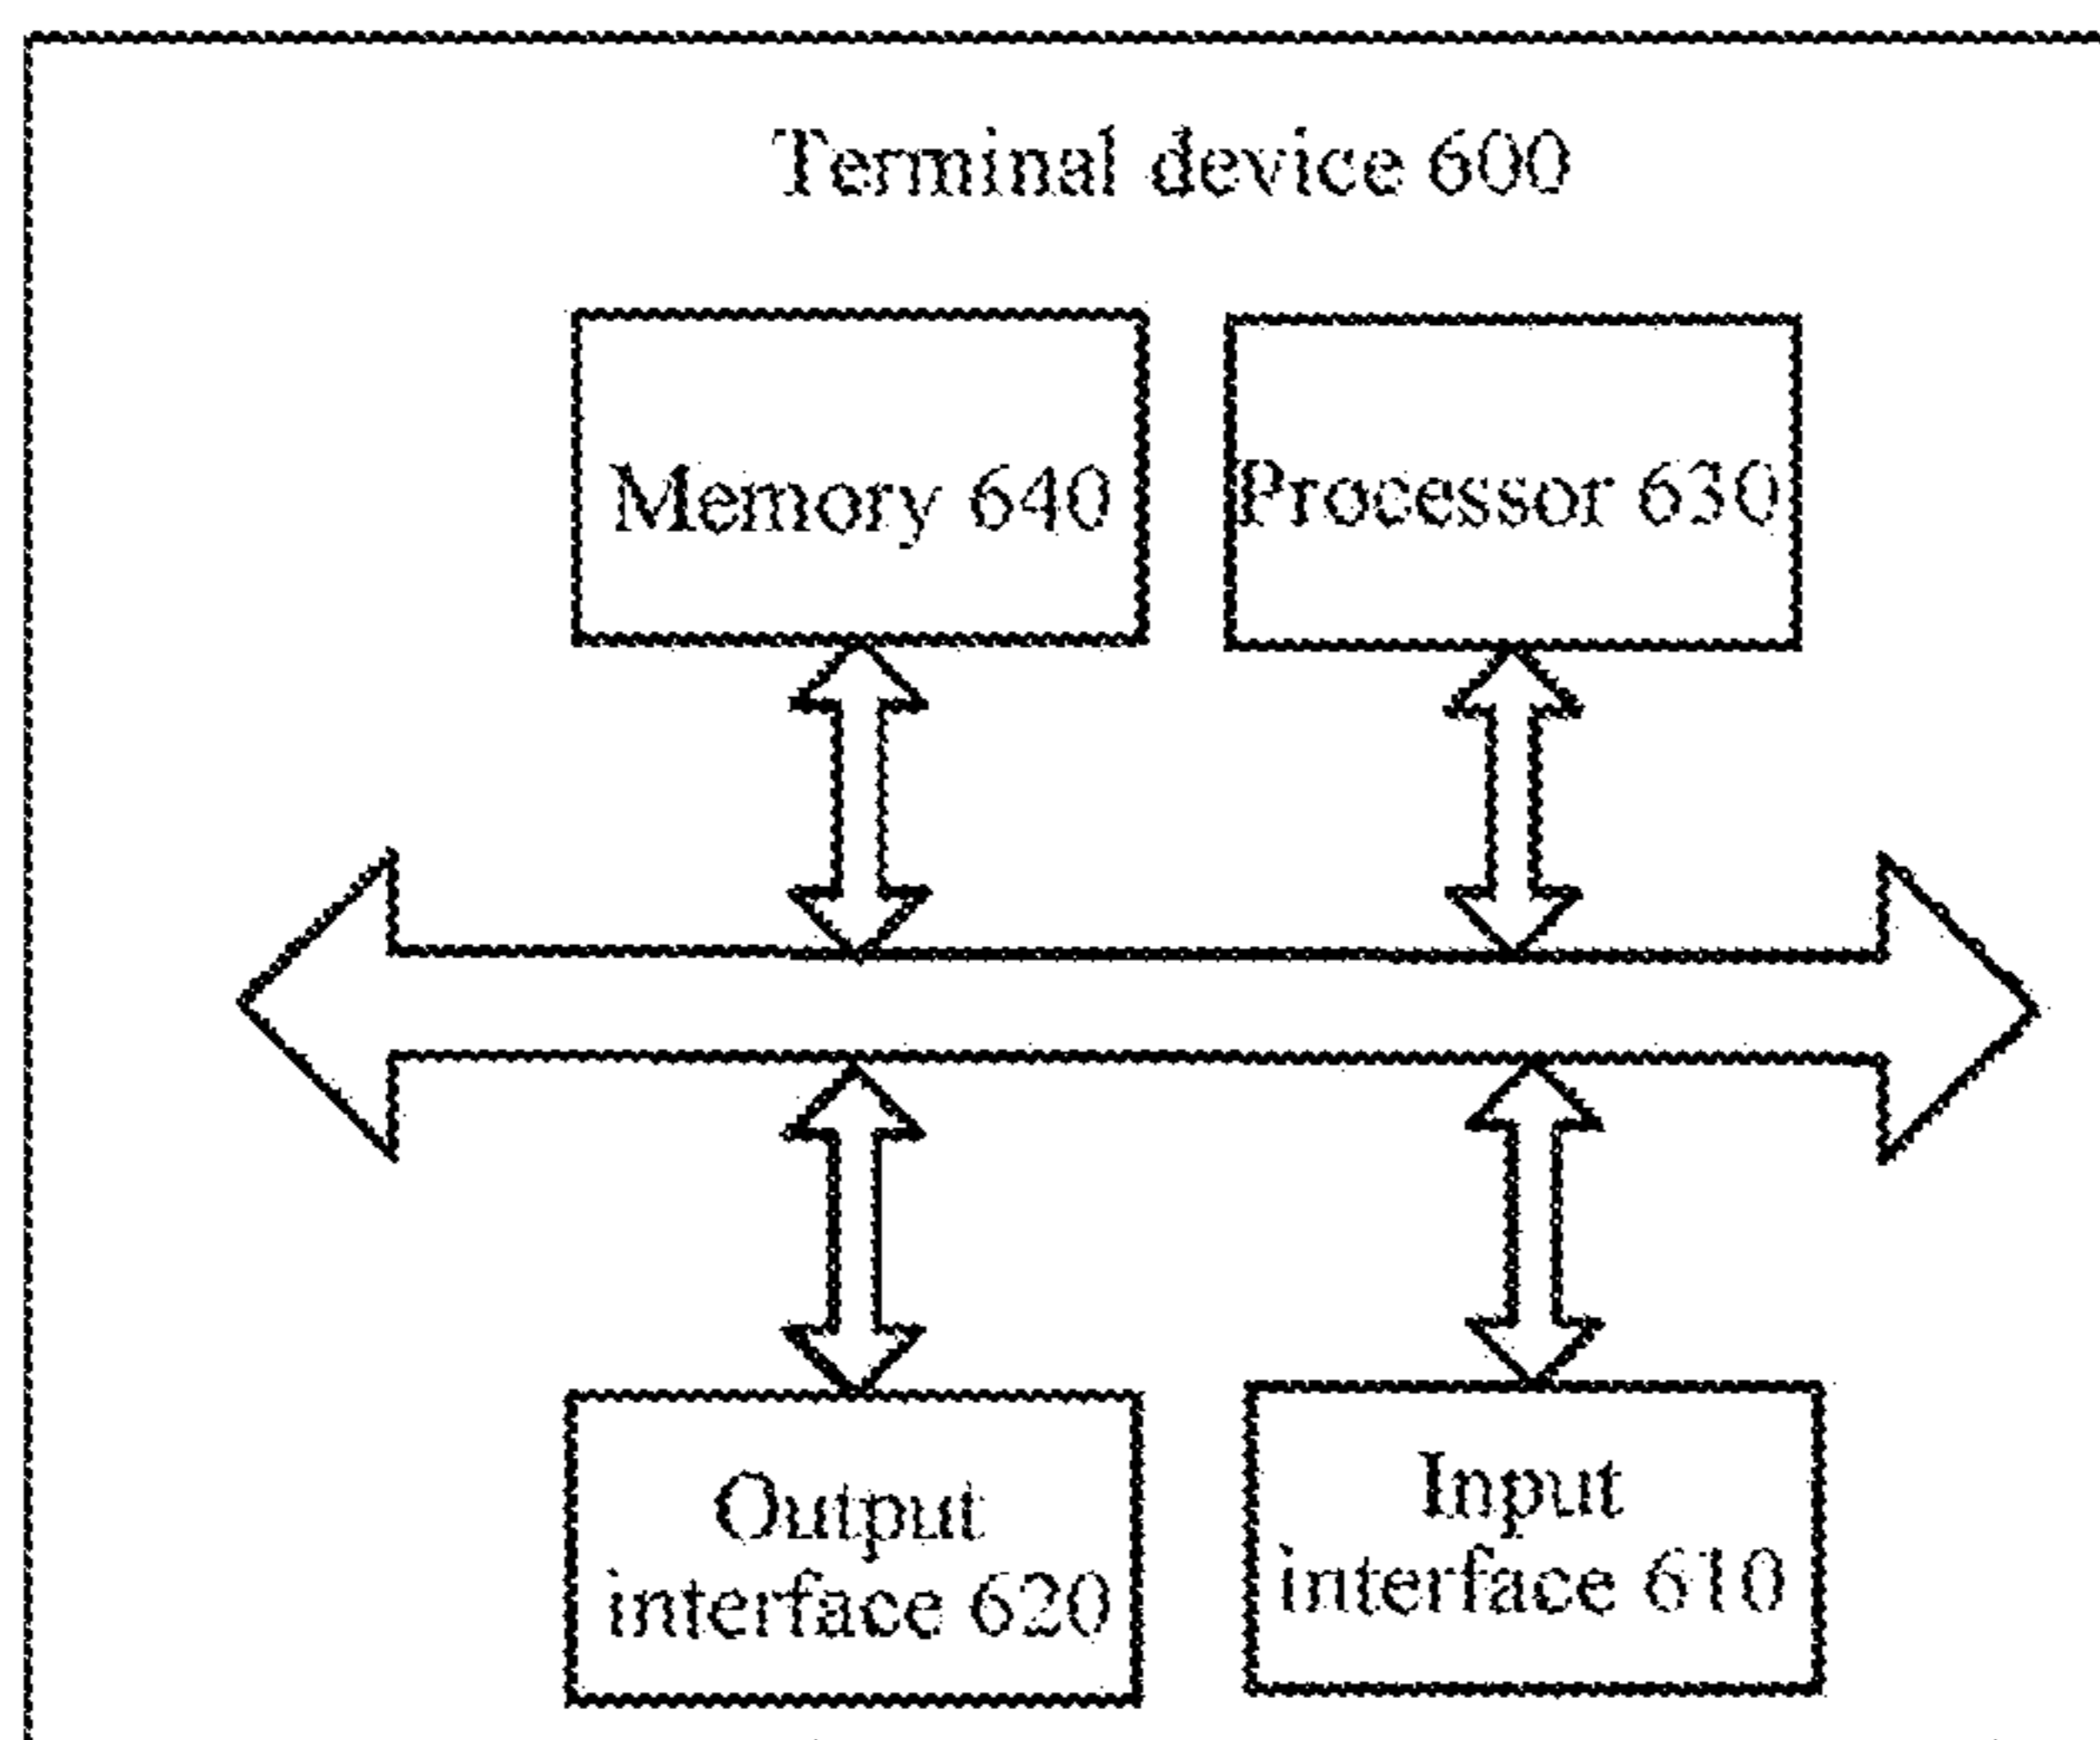 Terminal device 600
Memory 640
Processor 630
Output
interface 620
Input
interface 610